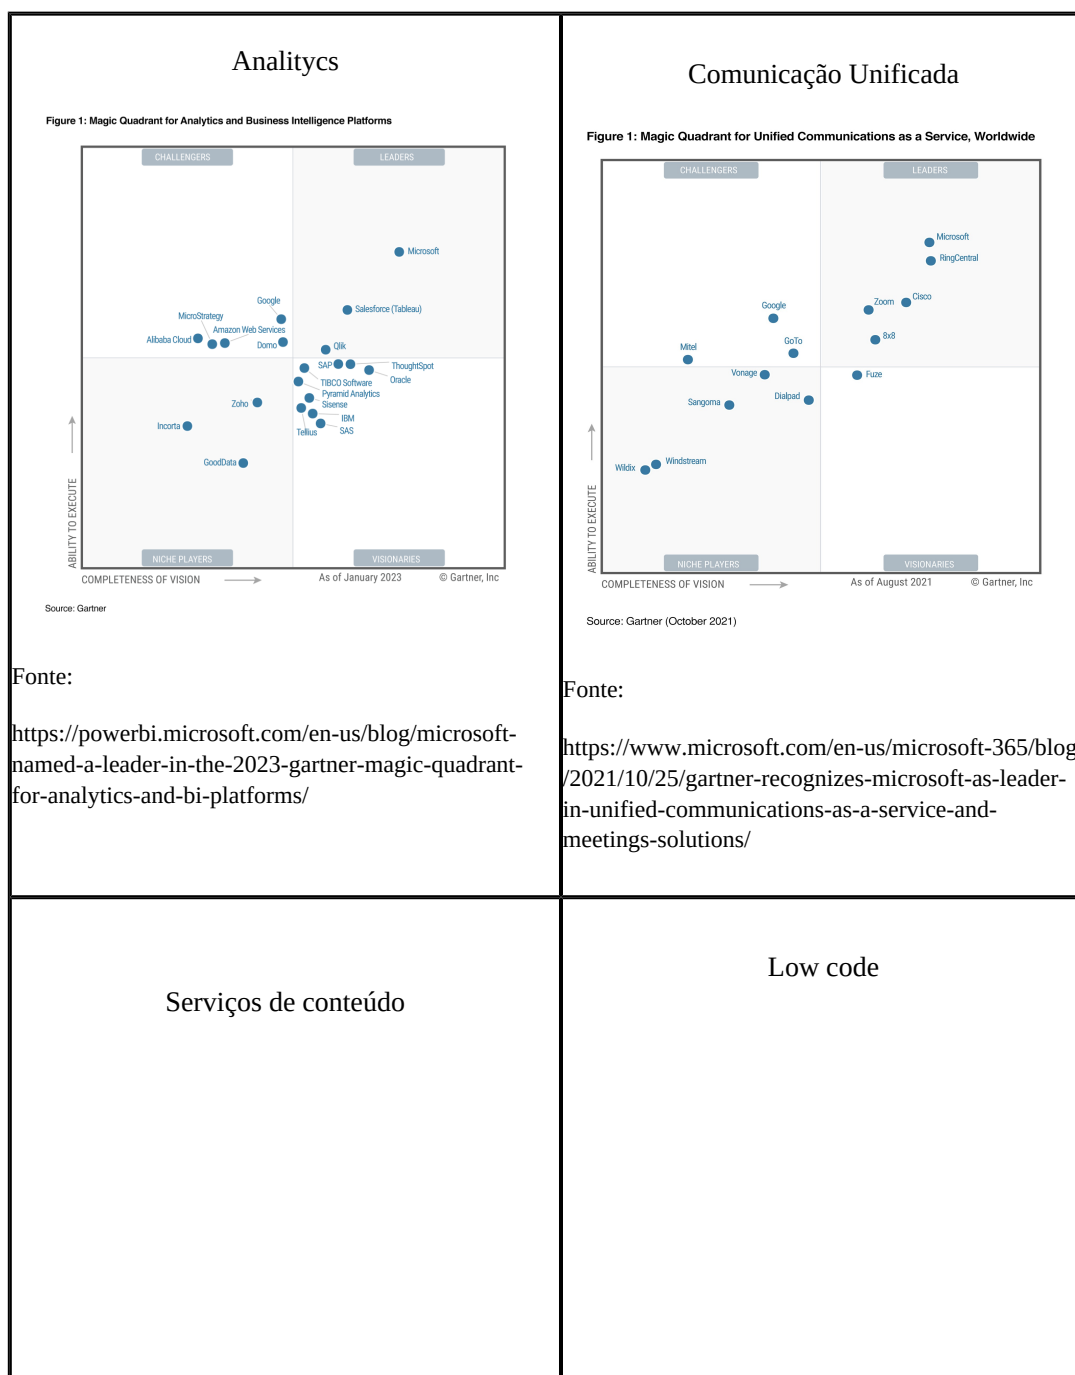 Analitycs
Figure 1: Magic Quadrant for Analytics and Business Intelligence Platforms
CHALLENGERS
LEADERS
Microsoft
Google
Salesforce (Tableau)
MicroStrategy
Amazon Web Services
Alibaba Cloud
Domo
Qlik
SAP
ThoughtSpot
Oracle
TIBCO Software
Pyramid Analytics
Sisense
Zoho
IBM
Incorta
Tellius
SAS
GoodData
ABILITY TO EXECUTE
NICHE PLAYERS
VISIONARIES
COMPLETENESS OF VISION
As of January 2023
© Gartner, Inc
Source: Gartner
Fonte:
https://powerbi.microsoft.com/en-us/blog/microsoft-
named-a-leader-in-the-2023-gartner-magic-quadrant-
for-analytics-and-bi-platforms/
Comunicação Unificada
Figure 1: Magic Quadrant for Unified Communications as a Service, Worldwide
CHALLENGERS
LEADERS
Microsoft
RingCentral
Cisco
Zoom
Google
8x8
GoTo
Mitel
Vonage
Fuze
Dialpad
Sangoma
Windstream
Wildix
ABILITY TO EXECUTE
NICHE PLAYERS
VISIONARIES
COMPLETENESS OF VISION
As of August 2021
© Gartner, Inc
Source: Gartner (October 2021)
Fonte:
https://www.microsoft.com/en-us/microsoft-365/blog
/2021/10/25/gartner-recognizes-microsoft-as-leader-
in-unified-communications-as-a-service-and-
meetings-solutions/
Serviços de conteúdo
Low code